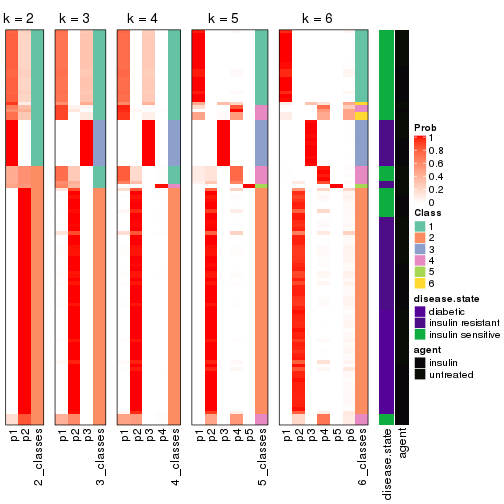 k = 2 k = 3 k = 4 k = 5 k = 6
Prob
1
0.8
0.6
0.4
0.2
0
Class
1
2
3
4
5
6
disease.state
diabetic
insulin resistant
insulin sensitive
agent
insulin
untreated
p1
p2
2_classes
p1
p2
p3
3_classes
p1
p2
p3
p4
4_classes
p1
p2
p3
p4
p5
5_classes
p1
p2
p3
p4
p5
p6
6_classes
disease.state
agent